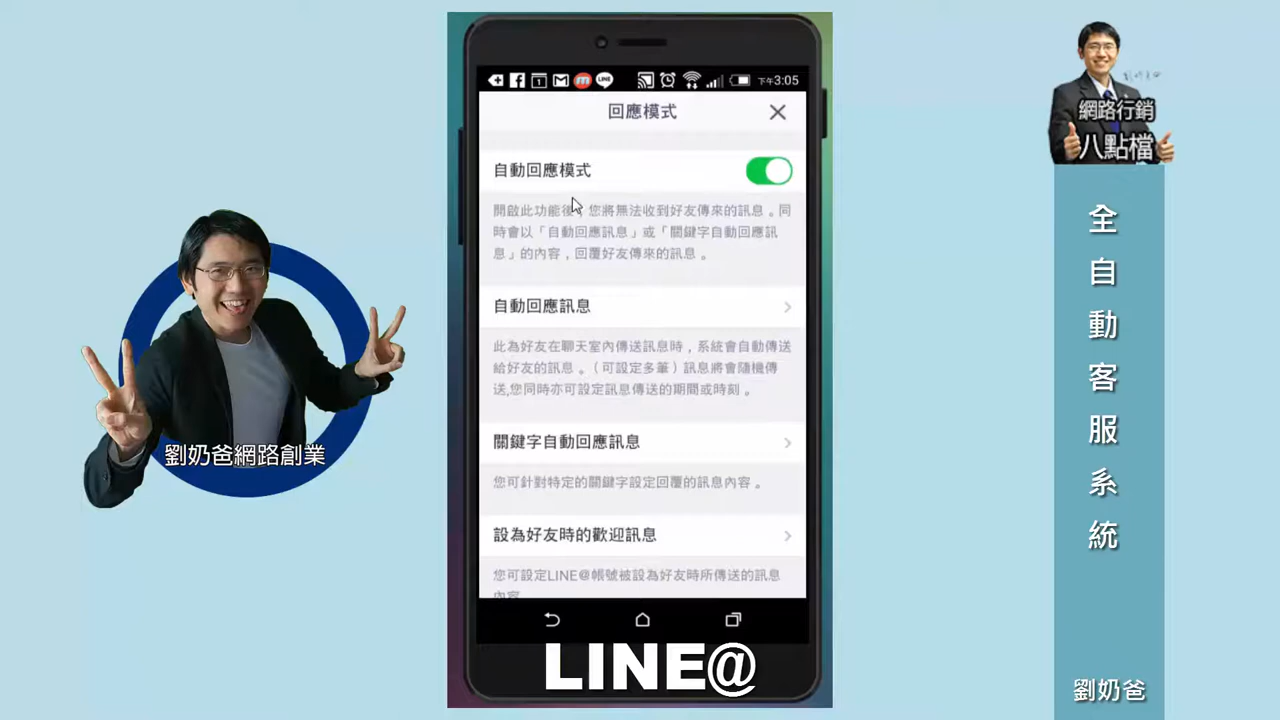 下午3:05
回應模式
自動回應模式
開啟此功能後，您將無法收到好友傳來的訊息。同
時會以「自動回應訊息」或「關鍵字自動回應訊
息」的內容，回覆好友傳來的訊息。
自動回應訊息
此為好友在聊天室內傳送訊息時，系統會自動傳送
給好友的訊息。（可設定多筆）訊息將會隨機傳
送,您同時亦可設定訊息傳送的期間或時刻。
關鍵字自動回應訊息
您可針對特定的關鍵字設定回覆的訊息內容。
設為好友時的歡迎訊息
您可設定LINE@帳號被設為好友時所傳送的訊息
內容
LINE@
劉奶爸網路創業
網路行銷
八點檔
全自動客服系統
劉奶爸